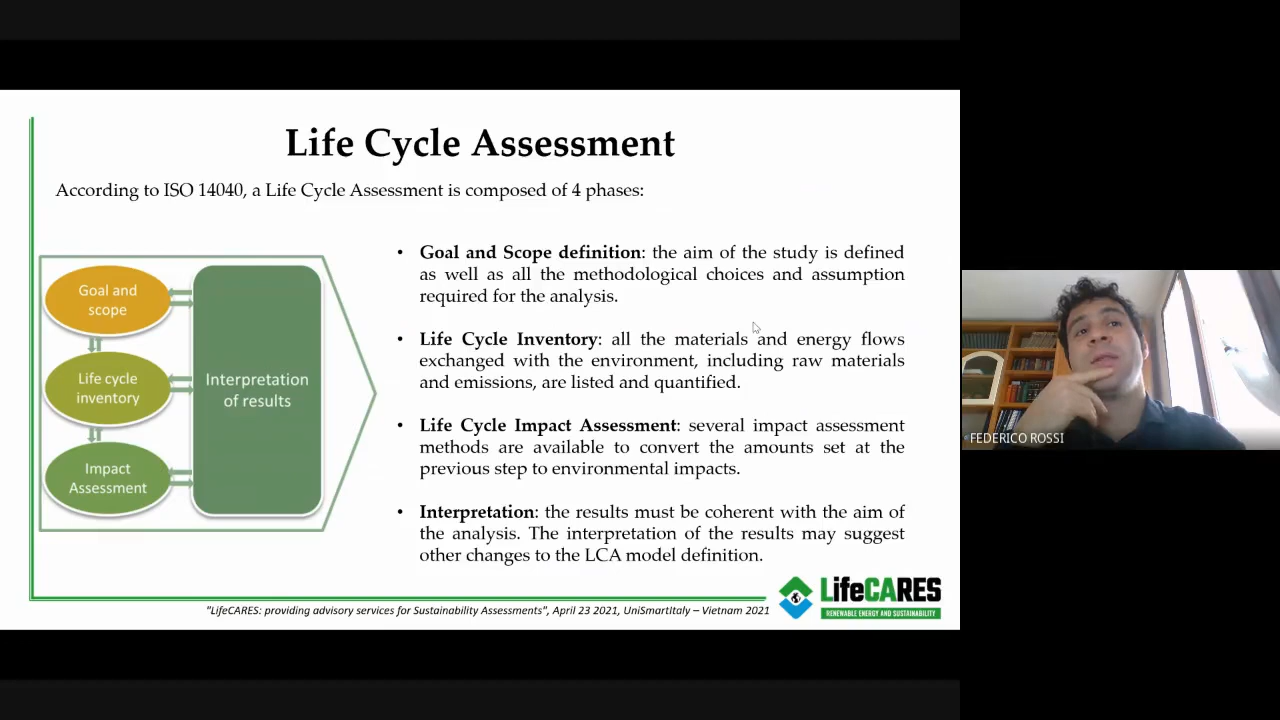 Life Cycle Assessment
According to ISO 14040, a Life Cycle Assessment is composed of 4 phases:
Goal and
scope
Life cycle
inventory
Impact
Assessment
Interpretation
of results
• Goal and Scope definition: the aim of the study is defined
as well as all the methodological choices and assumption
required for the analysis.
• Life Cycle Inventory: all the materials and energy flows
exchanged with the environment, including raw materials
and emissions, are listed and quantified.
• Life Cycle Impact Assessment: several impact assessment
methods are available to convert the amounts set at the
previous step to environmental impacts.
• Interpretation: the results must be coherent with the aim of
the analysis. The interpretation of the results may suggest
other changes to the LCA model definition.
"LifeCARES: providing advisory services for Sustainability Assessments", April 23 2021, UniSmartItaly – Vietnam 2021
LifeCARES
RENEWABLE ENERGY AND SUSTAINABILITY
FEDERICO ROSSI